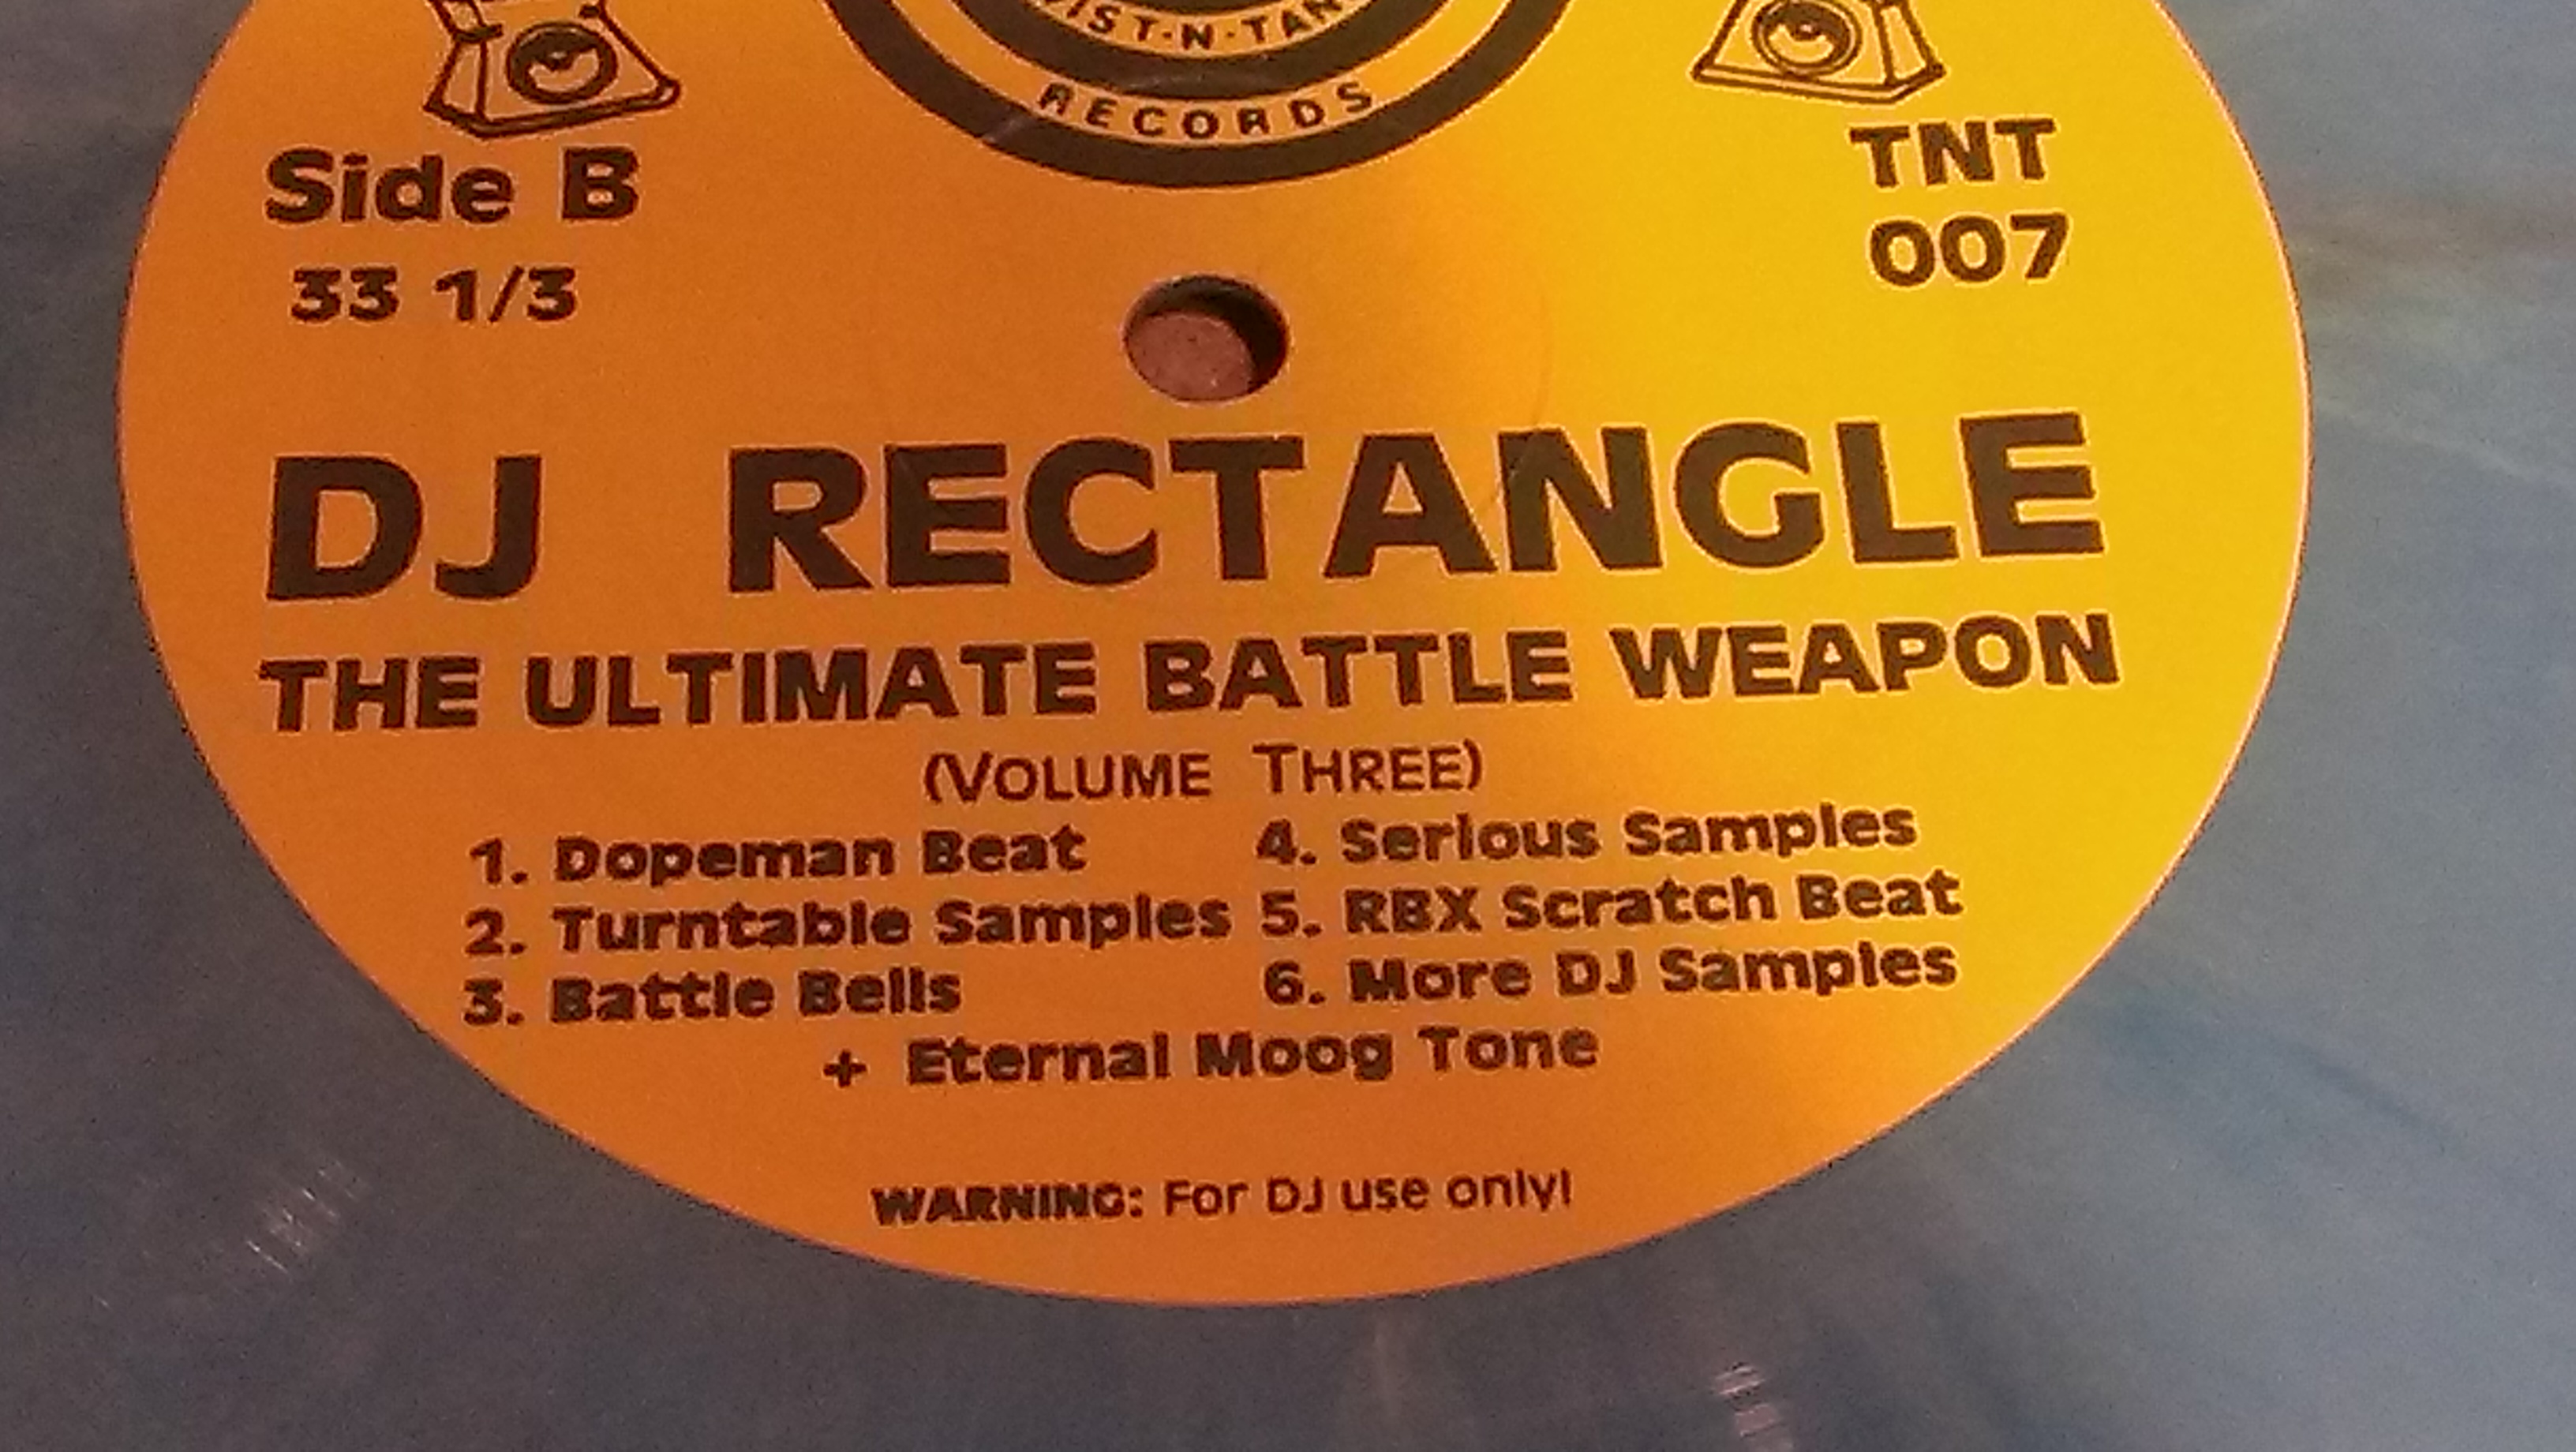 RECORDS
Side B
33 1/3
TNT
007
DJ RECTANGLE
THE ULTIMATE BATTLE WEAPON
(VOLUME THREE)
1. Dopeman Beat
2. Turntable Samples
3. Battle Bells
4. Serious Samples
5. RBX Scratch Beat
6. More DJ Samples
+ Eternal Moog Tone
WARNING: For DJ use only!